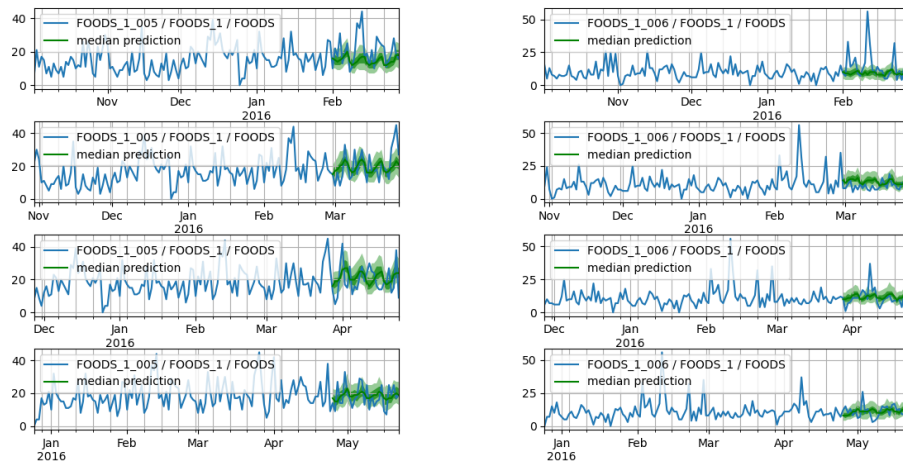 40
20
0
FOODS_1_005 / FOODS_1 / FOODS
median prediction
Nov Dec Jan Feb
2016
50
25
0
FOODS_1_006 / FOODS_1 / FOODS
median prediction
Nov Dec Jan Feb
2016
40
20
0
FOODS_1_005 / FOODS_1 / FOODS
median prediction
Nov Dec Jan Feb Mar
2016
50
25
0
FOODS_1_006 / FOODS_1 / FOODS
median prediction
Nov Dec Jan Feb Mar
2016
40
20
0
FOODS_1_005 / FOODS_1 / FOODS
median prediction
Dec Jan Feb Mar Apr
2016
50
25
0
FOODS_1_006 / FOODS_1 / FOODS
median prediction
Dec Jan Feb Mar Apr
2016
40
20
0
FOODS_1_005 / FOODS_1 / FOODS
median prediction
Jan Feb Mar Apr May
2016
50
25
0
FOODS_1_006 / FOODS_1 / FOODS
median prediction
Jan Feb Mar Apr May
2016